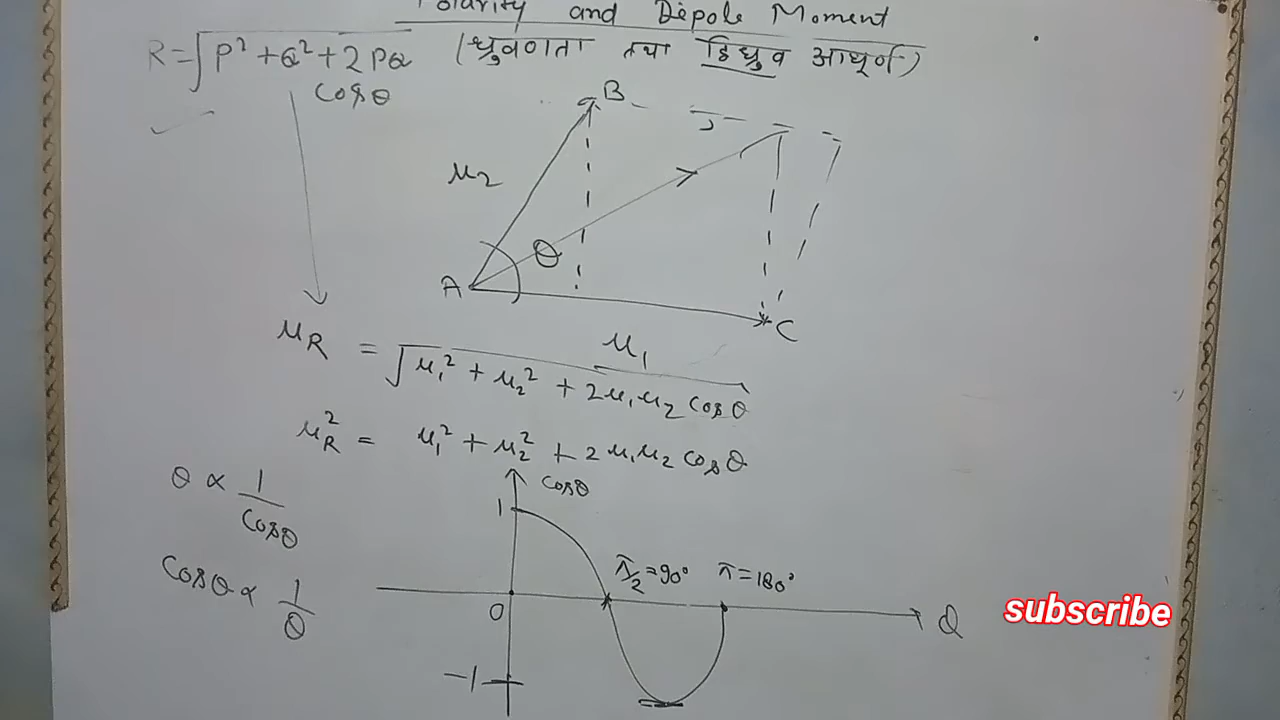 Polarity and Dipole Moment
(ध्रुवणता तथा द्विध्रुव आघूर्ण)
R=√P²+Q²+2PQ
cosθ
B
μ2
θ
A
C
μ1
μR = √μ1²+μ2²+2μ1μ2 cosθ
μR² = μ1²+μ2²+2μ1μ2 cosθ
θ ∝ 1/cosθ
cosθ ∝ 1/θ
cosθ
1
π/2=90° π=180°
0
θ
-1
subscribe